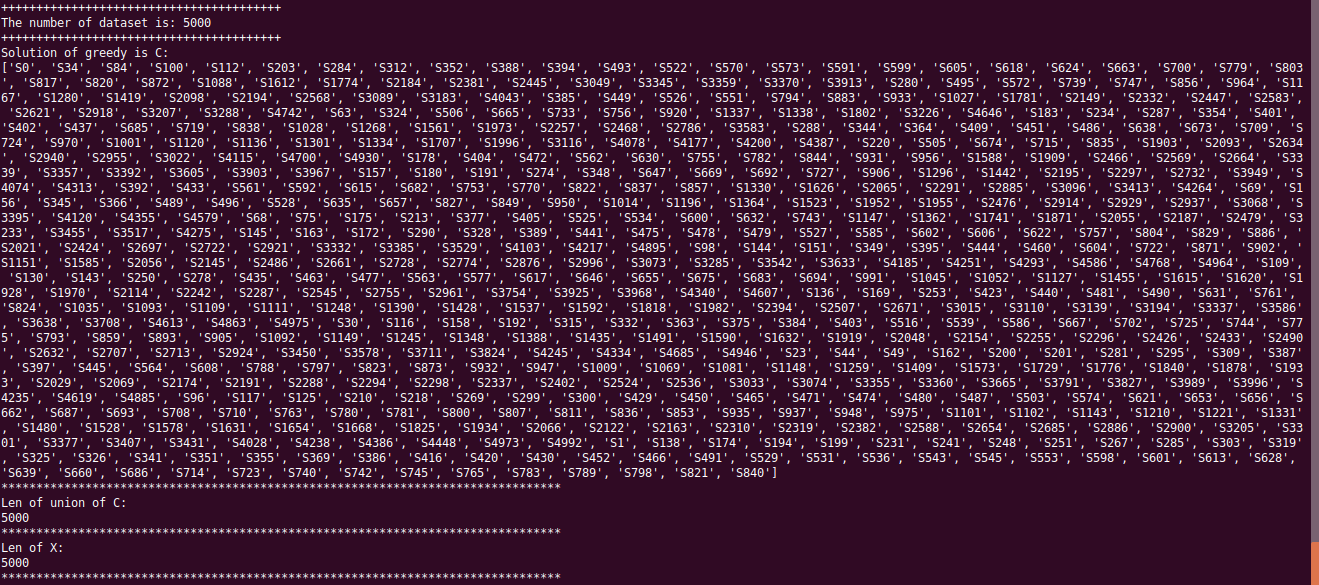 ++++++++++++++++++++++++++++++++++++++++
The number of dataset is: 5000
++++++++++++++++++++++++++++++++++++++++
Solution of greedy is C:
['S0', 'S34', 'S84', 'S100', 'S112', 'S203', 'S284', 'S312', 'S352', 'S388', 'S394', 'S493', 'S522', 'S570', 'S573', 'S591', 'S599', 'S605', 'S618', 'S624', 'S663', 'S700', 'S779', 'S803
', 'S817', 'S820', 'S872', 'S1088', 'S1612', 'S1774', 'S2184', 'S2381', 'S2445', 'S3049', 'S3345', 'S3359', 'S3370', 'S3913', 'S280', 'S495', 'S572', 'S739', 'S747', 'S856', 'S964', 'S11
67', 'S1280', 'S1419', 'S2098', 'S2194', 'S2568', 'S3089', 'S3183', 'S4043', 'S385', 'S449', 'S526', 'S551', 'S794', 'S883', 'S933', 'S1027', 'S1781', 'S2149', 'S2332', 'S2447', 'S2583',
 'S2621', 'S2918', 'S3207', 'S3288', 'S4742', 'S63', 'S324', 'S506', 'S665', 'S733', 'S756', 'S920', 'S1337', 'S1338', 'S1802', 'S3226', 'S4646', 'S183', 'S234', 'S287', 'S354', 'S401',
'S402', 'S437', 'S685', 'S719', 'S838', 'S1028', 'S1268', 'S1561', 'S1973', 'S2257', 'S2468', 'S2786', 'S3583', 'S288', 'S344', 'S364', 'S409', 'S451', 'S486', 'S638', 'S673', 'S709', 'S
724', 'S970', 'S1001', 'S1120', 'S1136', 'S1301', 'S1334', 'S1707', 'S1996', 'S3116', 'S4078', 'S4177', 'S4200', 'S4387', 'S220', 'S505', 'S674', 'S715', 'S835', 'S1903', 'S2093', 'S2634
', 'S2940', 'S2955', 'S3022', 'S4115', 'S4700', 'S4930', 'S178', 'S404', 'S472', 'S562', 'S630', 'S755', 'S782', 'S844', 'S931', 'S956', 'S1588', 'S1909', 'S2466', 'S2569', 'S2664', 'S33
39', 'S3357', 'S3392', 'S3605', 'S3903', 'S3967', 'S157', 'S180', 'S191', 'S274', 'S348', 'S647', 'S669', 'S692', 'S727', 'S906', 'S1296', 'S1442', 'S2195', 'S2297', 'S2732', 'S3949', 'S
4074', 'S4313', 'S392', 'S433', 'S561', 'S592', 'S615', 'S682', 'S753', 'S770', 'S822', 'S837', 'S857', 'S1330', 'S1626', 'S2065', 'S2291', 'S2885', 'S3096', 'S3413', 'S4264', 'S69', 'S1
56', 'S345', 'S366', 'S489', 'S496', 'S528', 'S635', 'S657', 'S827', 'S849', 'S950', 'S1014', 'S1196', 'S1364', 'S1523', 'S1952', 'S1955', 'S2476', 'S2914', 'S2929', 'S2937', 'S3068', 'S
3395', 'S4120', 'S4355', 'S4579', 'S68', 'S75', 'S175', 'S213', 'S377', 'S405', 'S525', 'S534', 'S600', 'S632', 'S743', 'S1147', 'S1362', 'S1741', 'S1871', 'S2055', 'S2187', 'S2479', 'S3
233', 'S3455', 'S3517', 'S4275', 'S145', 'S163', 'S172', 'S290', 'S328', 'S389', 'S441', 'S475', 'S478', 'S479', 'S527', 'S585', 'S602', 'S606', 'S622', 'S757', 'S804', 'S829', 'S886', '
S2021', 'S2424', 'S2697', 'S2722', 'S2921', 'S3332', 'S3385', 'S3529', 'S4103', 'S4217', 'S4895', 'S98', 'S144', 'S151', 'S349', 'S395', 'S444', 'S460', 'S604', 'S722', 'S871', 'S902', '
S1151', 'S1585', 'S2056', 'S2145', 'S2486', 'S2661', 'S2728', 'S2774', 'S2876', 'S2996', 'S3073', 'S3285', 'S3542', 'S3633', 'S4185', 'S4251', 'S4293', 'S4586', 'S4768', 'S4964', 'S109',
 'S130', 'S143', 'S250', 'S278', 'S435', 'S463', 'S477', 'S563', 'S577', 'S617', 'S646', 'S655', 'S675', 'S683', 'S694', 'S991', 'S1045', 'S1052', 'S1127', 'S1455', 'S1615', 'S1620', 'S1
928', 'S1970', 'S2114', 'S2242', 'S2287', 'S2545', 'S2755', 'S2961', 'S3754', 'S3925', 'S3968', 'S4340', 'S4607', 'S136', 'S169', 'S253', 'S423', 'S440', 'S481', 'S490', 'S631', 'S761',
'S824', 'S1035', 'S1093', 'S1109', 'S1111', 'S1248', 'S1390', 'S1428', 'S1537', 'S1592', 'S1818', 'S1982', 'S2394', 'S2507', 'S2671', 'S3015', 'S3110', 'S3139', 'S3194', 'S3337', 'S3586'
, 'S3638', 'S3708', 'S4613', 'S4863', 'S4975', 'S30', 'S116', 'S158', 'S192', 'S315', 'S332', 'S363', 'S375', 'S384', 'S403', 'S516', 'S539', 'S586', 'S667', 'S702', 'S725', 'S744', 'S77
5', 'S793', 'S859', 'S893', 'S905', 'S1092', 'S1149', 'S1245', 'S1348', 'S1388', 'S1435', 'S1491', 'S1590', 'S1632', 'S1919', 'S2048', 'S2154', 'S2255', 'S2296', 'S2426', 'S2433', 'S2490
', 'S2632', 'S2707', 'S2713', 'S2924', 'S3450', 'S3578', 'S3711', 'S3824', 'S4245', 'S4334', 'S4685', 'S4946', 'S23', 'S44', 'S49', 'S162', 'S200', 'S201', 'S281', 'S295', 'S309', 'S387'
, 'S397', 'S445', 'S564', 'S608', 'S788', 'S797', 'S823', 'S873', 'S932', 'S947', 'S1009', 'S1069', 'S1081', 'S1148', 'S1259', 'S1409', 'S1573', 'S1729', 'S1776', 'S1840', 'S1878', 'S193
3', 'S2029', 'S2069', 'S2174', 'S2191', 'S2288', 'S2294', 'S2298', 'S2337', 'S2402', 'S2524', 'S2536', 'S3033', 'S3074', 'S3355', 'S3360', 'S3665', 'S3791', 'S3827', 'S3989', 'S3996', 'S
4235', 'S4619', 'S4885', 'S96', 'S117', 'S125', 'S210', 'S218', 'S269', 'S299', 'S300', 'S429', 'S450', 'S465', 'S471', 'S474', 'S480', 'S487', 'S503', 'S574', 'S621', 'S653', 'S656', 'S
662', 'S687', 'S693', 'S708', 'S710', 'S763', 'S780', 'S781', 'S800', 'S807', 'S811', 'S836', 'S853', 'S935', 'S937', 'S948', 'S975', 'S1101', 'S1102', 'S1143', 'S1210', 'S1221', 'S1331'
, 'S1480', 'S1528', 'S1578', 'S1631', 'S1654', 'S1668', 'S1825', 'S1934', 'S2066', 'S2122', 'S2163', 'S2310', 'S2319', 'S2382', 'S2588', 'S2654', 'S2685', 'S2886', 'S2900', 'S3205', 'S33
01', 'S3377', 'S3407', 'S3431', 'S4028', 'S4238', 'S4386', 'S4448', 'S4973', 'S4992', 'S1', 'S138', 'S174', 'S194', 'S199', 'S231', 'S241', 'S248', 'S251', 'S267', 'S285', 'S303', 'S319'
, 'S325', 'S326', 'S341', 'S351', 'S355', 'S369', 'S386', 'S416', 'S420', 'S430', 'S452', 'S466', 'S491', 'S529', 'S531', 'S536', 'S543', 'S545', 'S553', 'S598', 'S601', 'S613', 'S628',
'S639', 'S660', 'S686', 'S714', 'S723', 'S740', 'S742', 'S745', 'S765', 'S783', 'S789', 'S798', 'S821', 'S840']
********************************************************************************
Len of union of C:
5000
********************************************************************************
Len of X:
5000
********************************************************************************